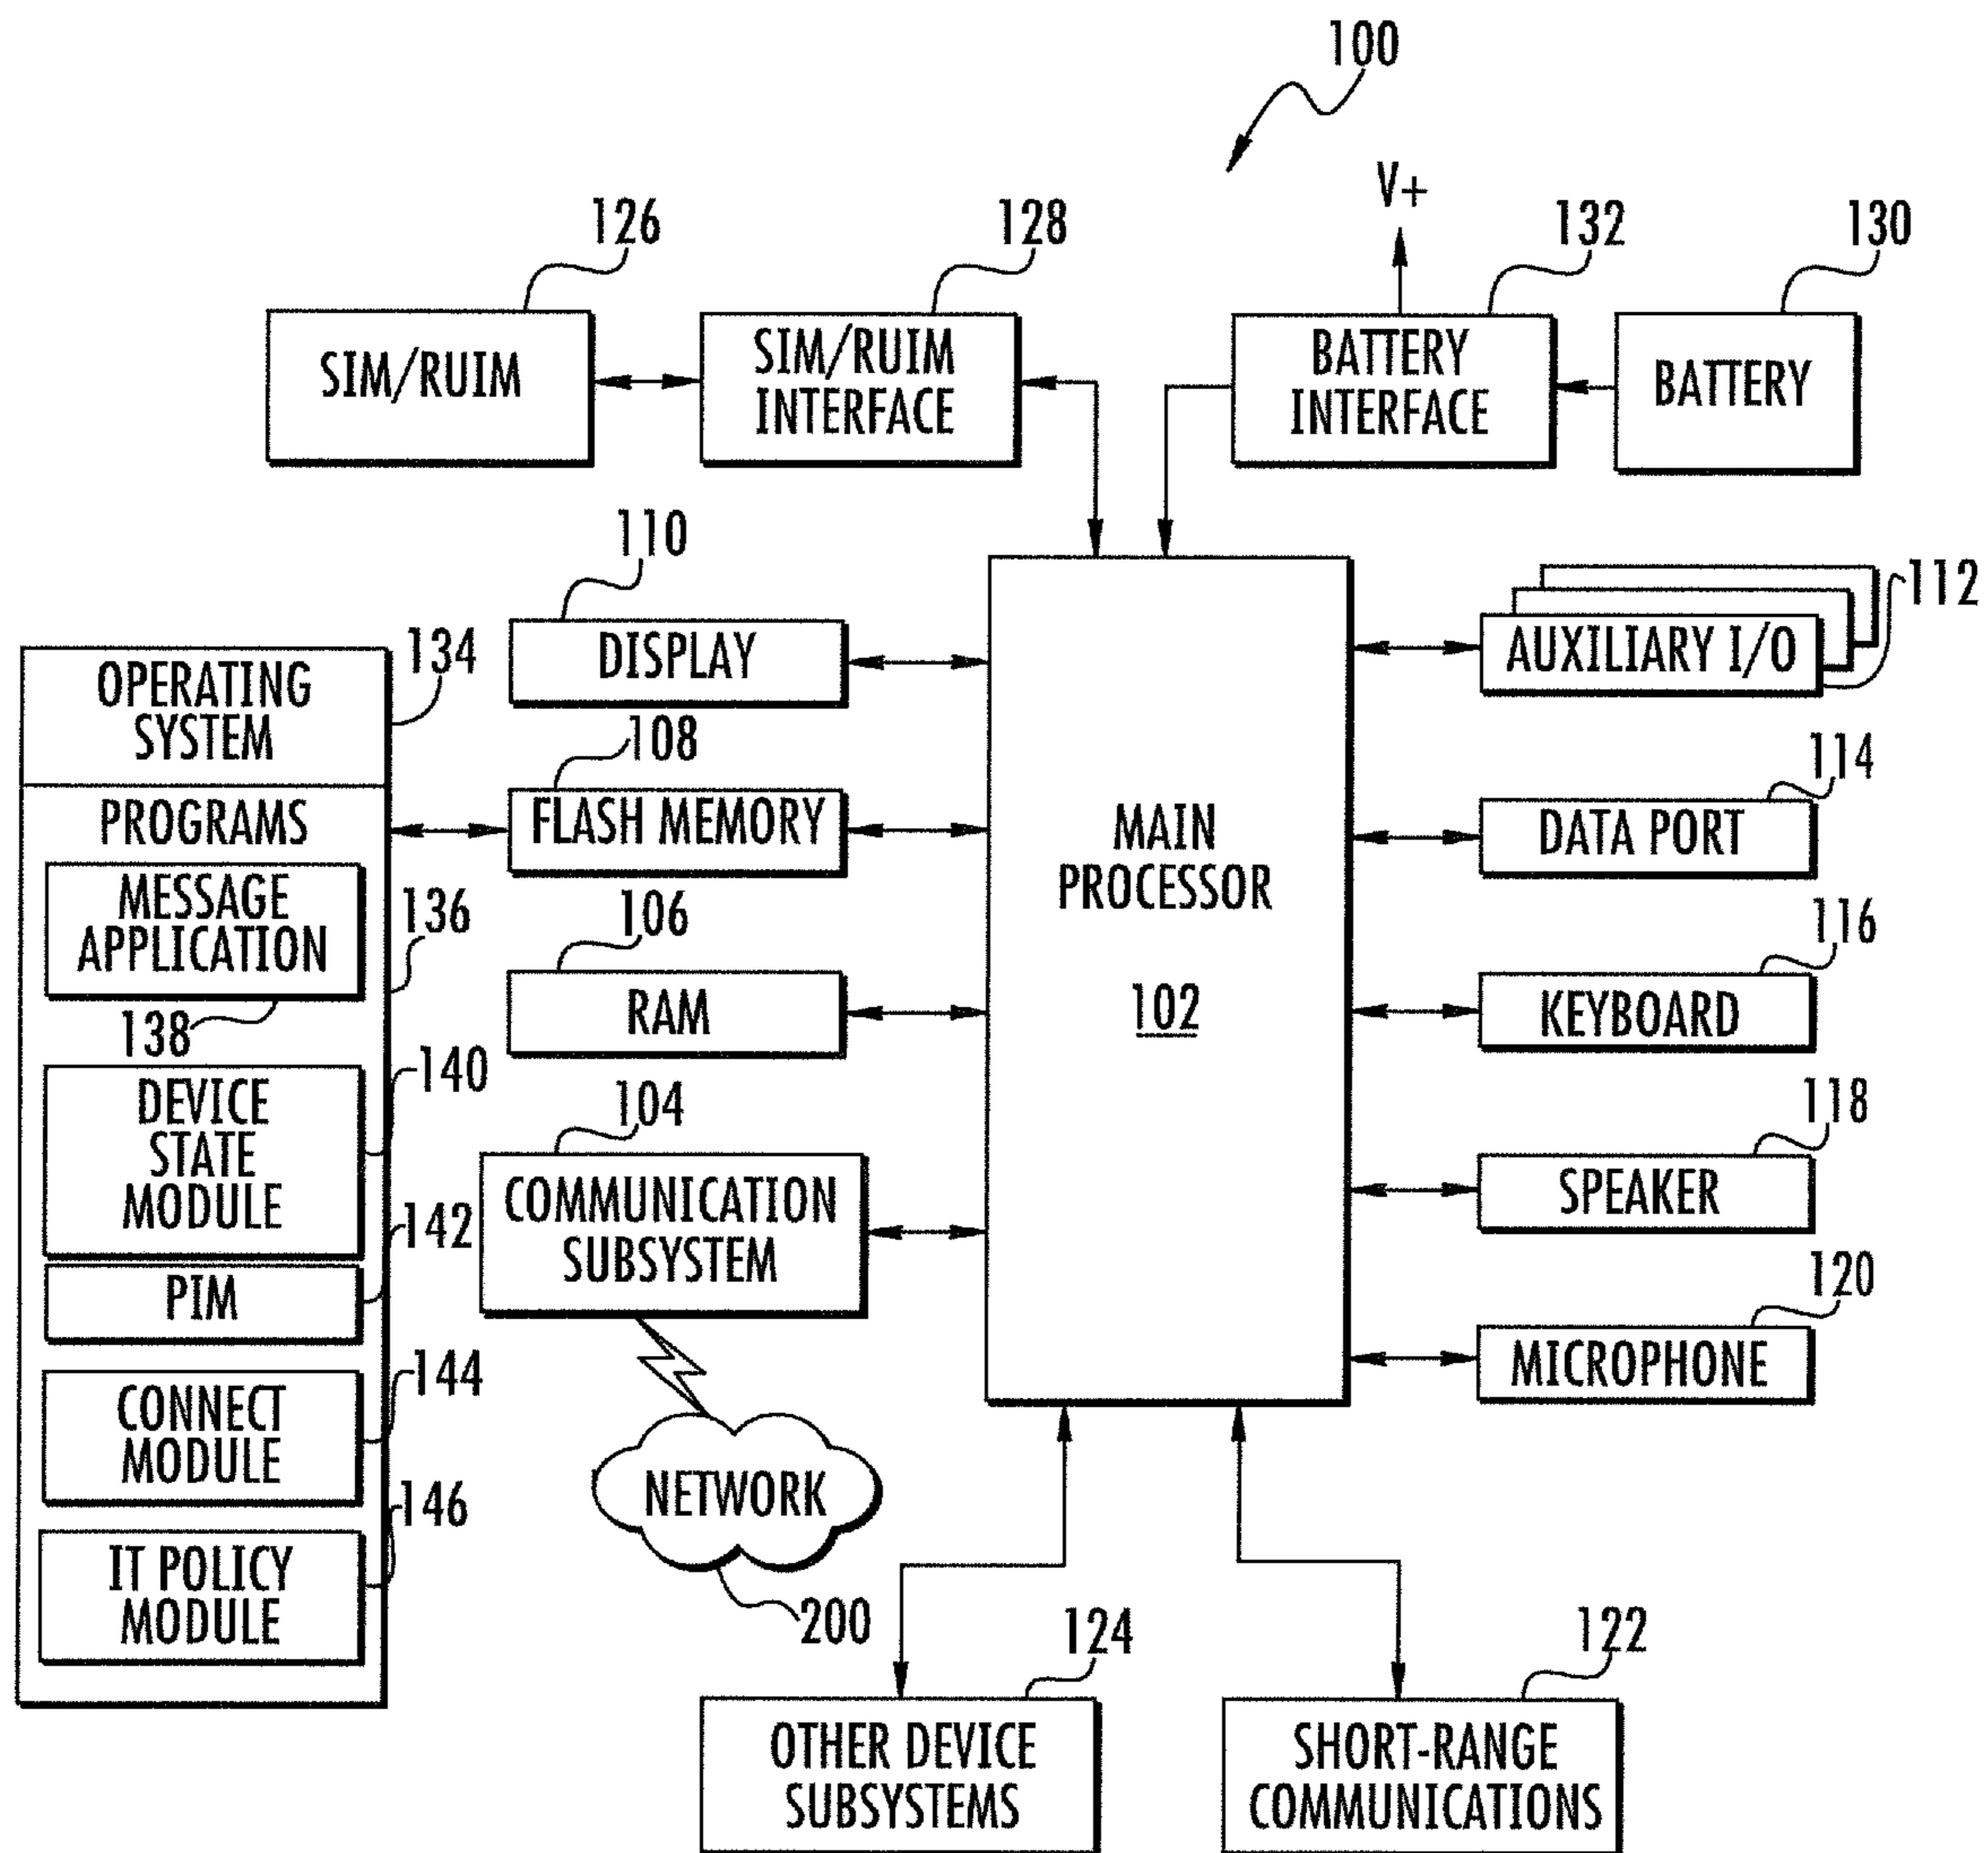 100
V+
126
128
132
130
SIM/RUIM
SIM/RUIM
INTERFACE
BATTERY
INTERFACE
BATTERY
110
112
DISPLAY
AUXILIARY I/O
134
OPERATING
SYSTEM
108
114
PROGRAMS
FLASH MEMORY
MAIN
PROCESSOR
102
DATA PORT
MESSAGE
APPLICATION
136
138
106
116
RAM
KEYBOARD
140
DEVICE
STATE
MODULE
104
118
COMMUNICATION
SUBSYSTEM
SPEAKER
142
PIM
120
MICROPHONE
144
CONNECT
MODULE
NETWORK
146
IT POLICY
MODULE
200
124
122
OTHER DEVICE
SUBSYSTEMS
SHORT-RANGE
COMMUNICATIONS